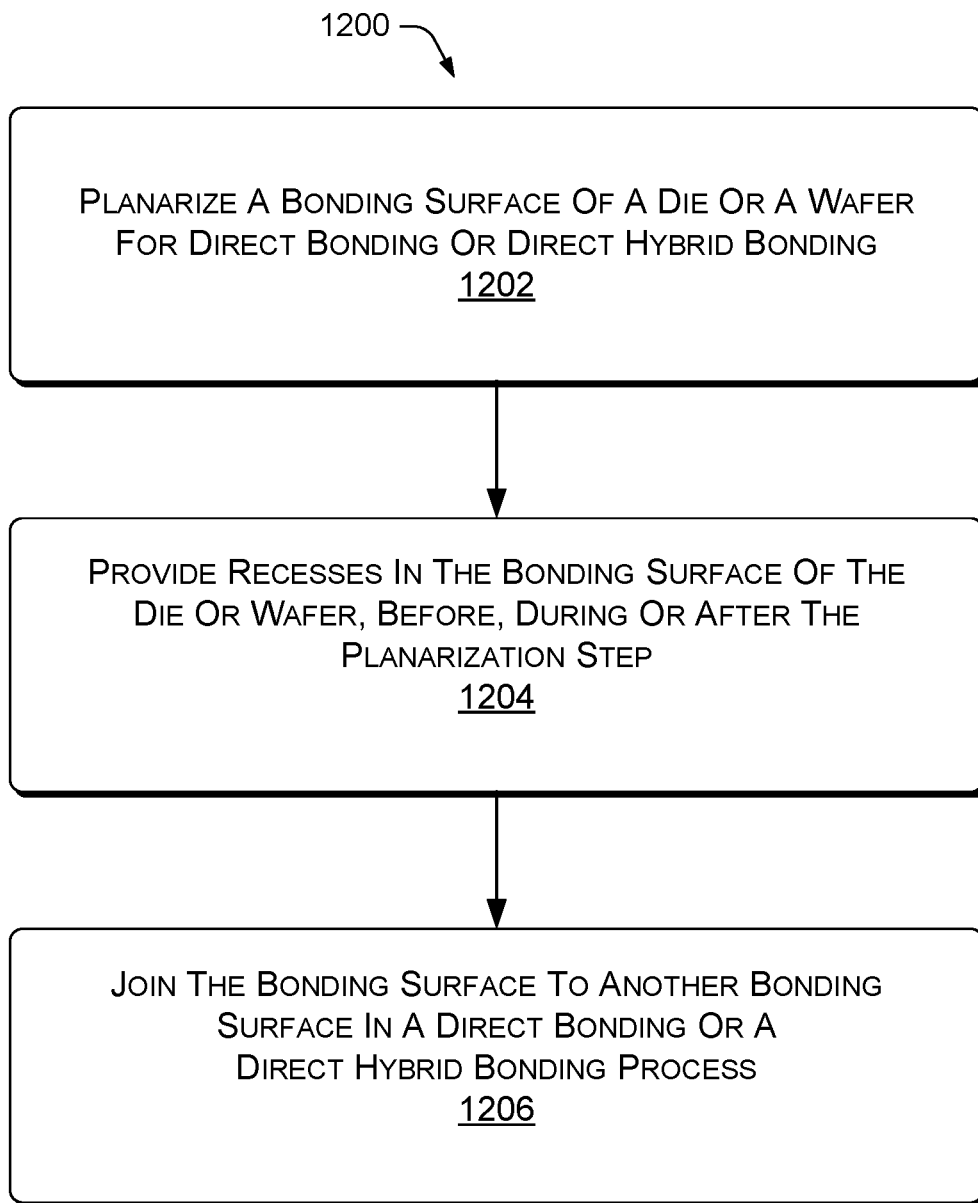 1200
PLANARIZE A BONDING SURFACE OF A DIE OR A WAFER
FOR DIRECT BONDING OR DIRECT HYBRID BONDING
1202
PROVIDE RECESSES IN THE BONDING SURFACE OF THE
DIE OR WAFER, BEFORE, DURING OR AFTER THE
PLANARIZATION STEP
1204
JOIN THE BONDING SURFACE TO ANOTHER BONDING
SURFACE IN A DIRECT BONDING OR A
DIRECT HYBRID BONDING PROCESS
1206